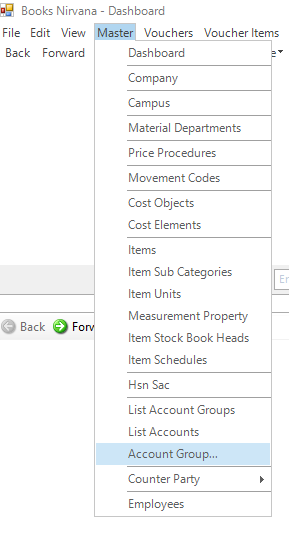 Books Nirvana - Dashboard
File Edit View Master Vouchers Voucher Items
Back Forward
Dashboard
Company
Campus
Material Departments
Price Procedures
Movement Codes
Cost Objects
Cost Elements
Items
Item Sub Categories
Item Units
Measurement Property
Item Stock Book Heads
Item Schedules
Back
Hsn Sac
List Account Groups
List Accounts
Account Group...
Counter Party
Employees